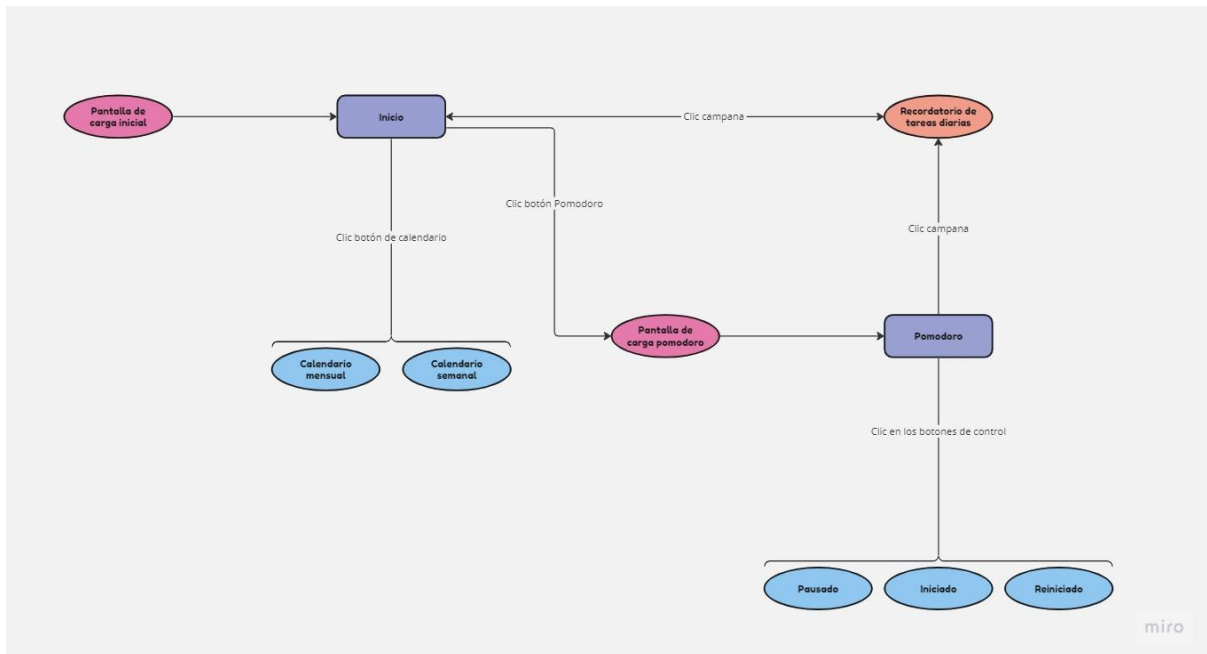 Pantalla de
carga inicial
Inicio
Clic campana
Recordatorio de
tareas diarias
Clic botón Pomodoro
Clic campana
Clic botón de calendario
Pantalla de
carga pomodoro
Pomodoro
Calendario
mensual
Calendario
semanal
Clic en los botones de control
Pausado
Iniciado
Reiniciado
miro